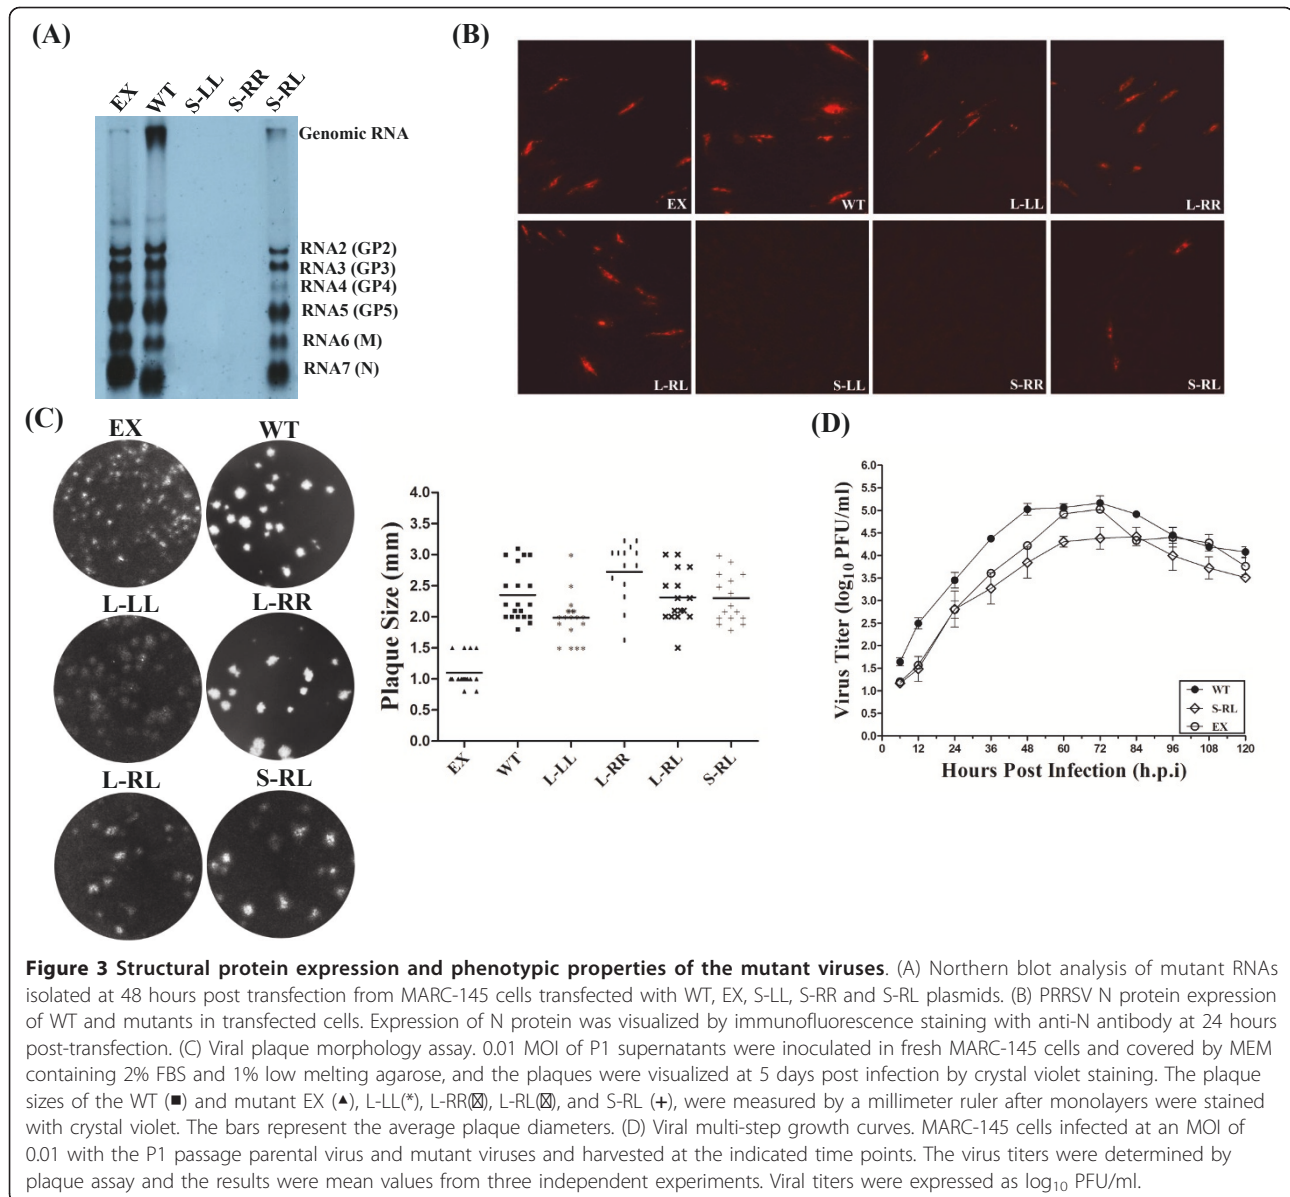 (A)
EX WT S-LL S-RR S-RL
Genomic RNA
RNA2 (GP2)
RNA3 (GP3)
RNA4 (GP4)
RNA5 (GP5)
RNA6 (M)
RNA7 (N)
(B)
EX WT L-LL L-RR
L-RL S-LL S-RR S-RL
(C)
EX WT
L-LL L-RR
L-RL S-RL
Plaque Size (mm)
4.0
3.5
3.0
2.5
2.0
1.5
1.0
0.5
0.0
EX WT L-LL L-RR L-RL S-RL
(D)
Virus Titer (log10 PFU/ml)
6.0
5.5
5.0
4.5
4.0
3.5
3.0
2.5
2.0
1.5
1.0
0.5
0.0
0 12 24 36 48 60 72 84 96 108 120
Hours Post Infection (h.p.i)
WT
S-RL
EX
Figure 3 Structural protein expression and phenotypic properties of the mutant viruses. (A) Northern blot analysis of mutant RNAs
isolated at 48 hours post transfection from MARC-145 cells transfected with WT, EX, S-LL, S-RR and S-RL plasmids. (B) PRRSV N protein expression
of WT and mutants in transfected cells. Expression of N protein was visualized by immunofluorescence staining with anti-N antibody at 24 hours
post-transfection. (C) Viral plaque morphology assay. 0.01 MOI of P1 supernatants were inoculated in fresh MARC-145 cells and covered by MEM
containing 2% FBS and 1% low melting agarose, and the plaques were visualized at 5 days post infection by crystal violet staining. The plaque
sizes of the WT (■) and mutant EX (▲), L-LL(*), L-RR(☒), L-RL(☒), and S-RL (+), were measured by a millimeter ruler after monolayers were stained
with crystal violet. The bars represent the average plaque diameters. (D) Viral multi-step growth curves. MARC-145 cells infected at an MOI of
0.01 with the P1 passage parental virus and mutant viruses and harvested at the indicated time points. The virus titers were determined by
plaque assay and the results were mean values from three independent experiments. Viral titers were expressed as log10 PFU/ml.